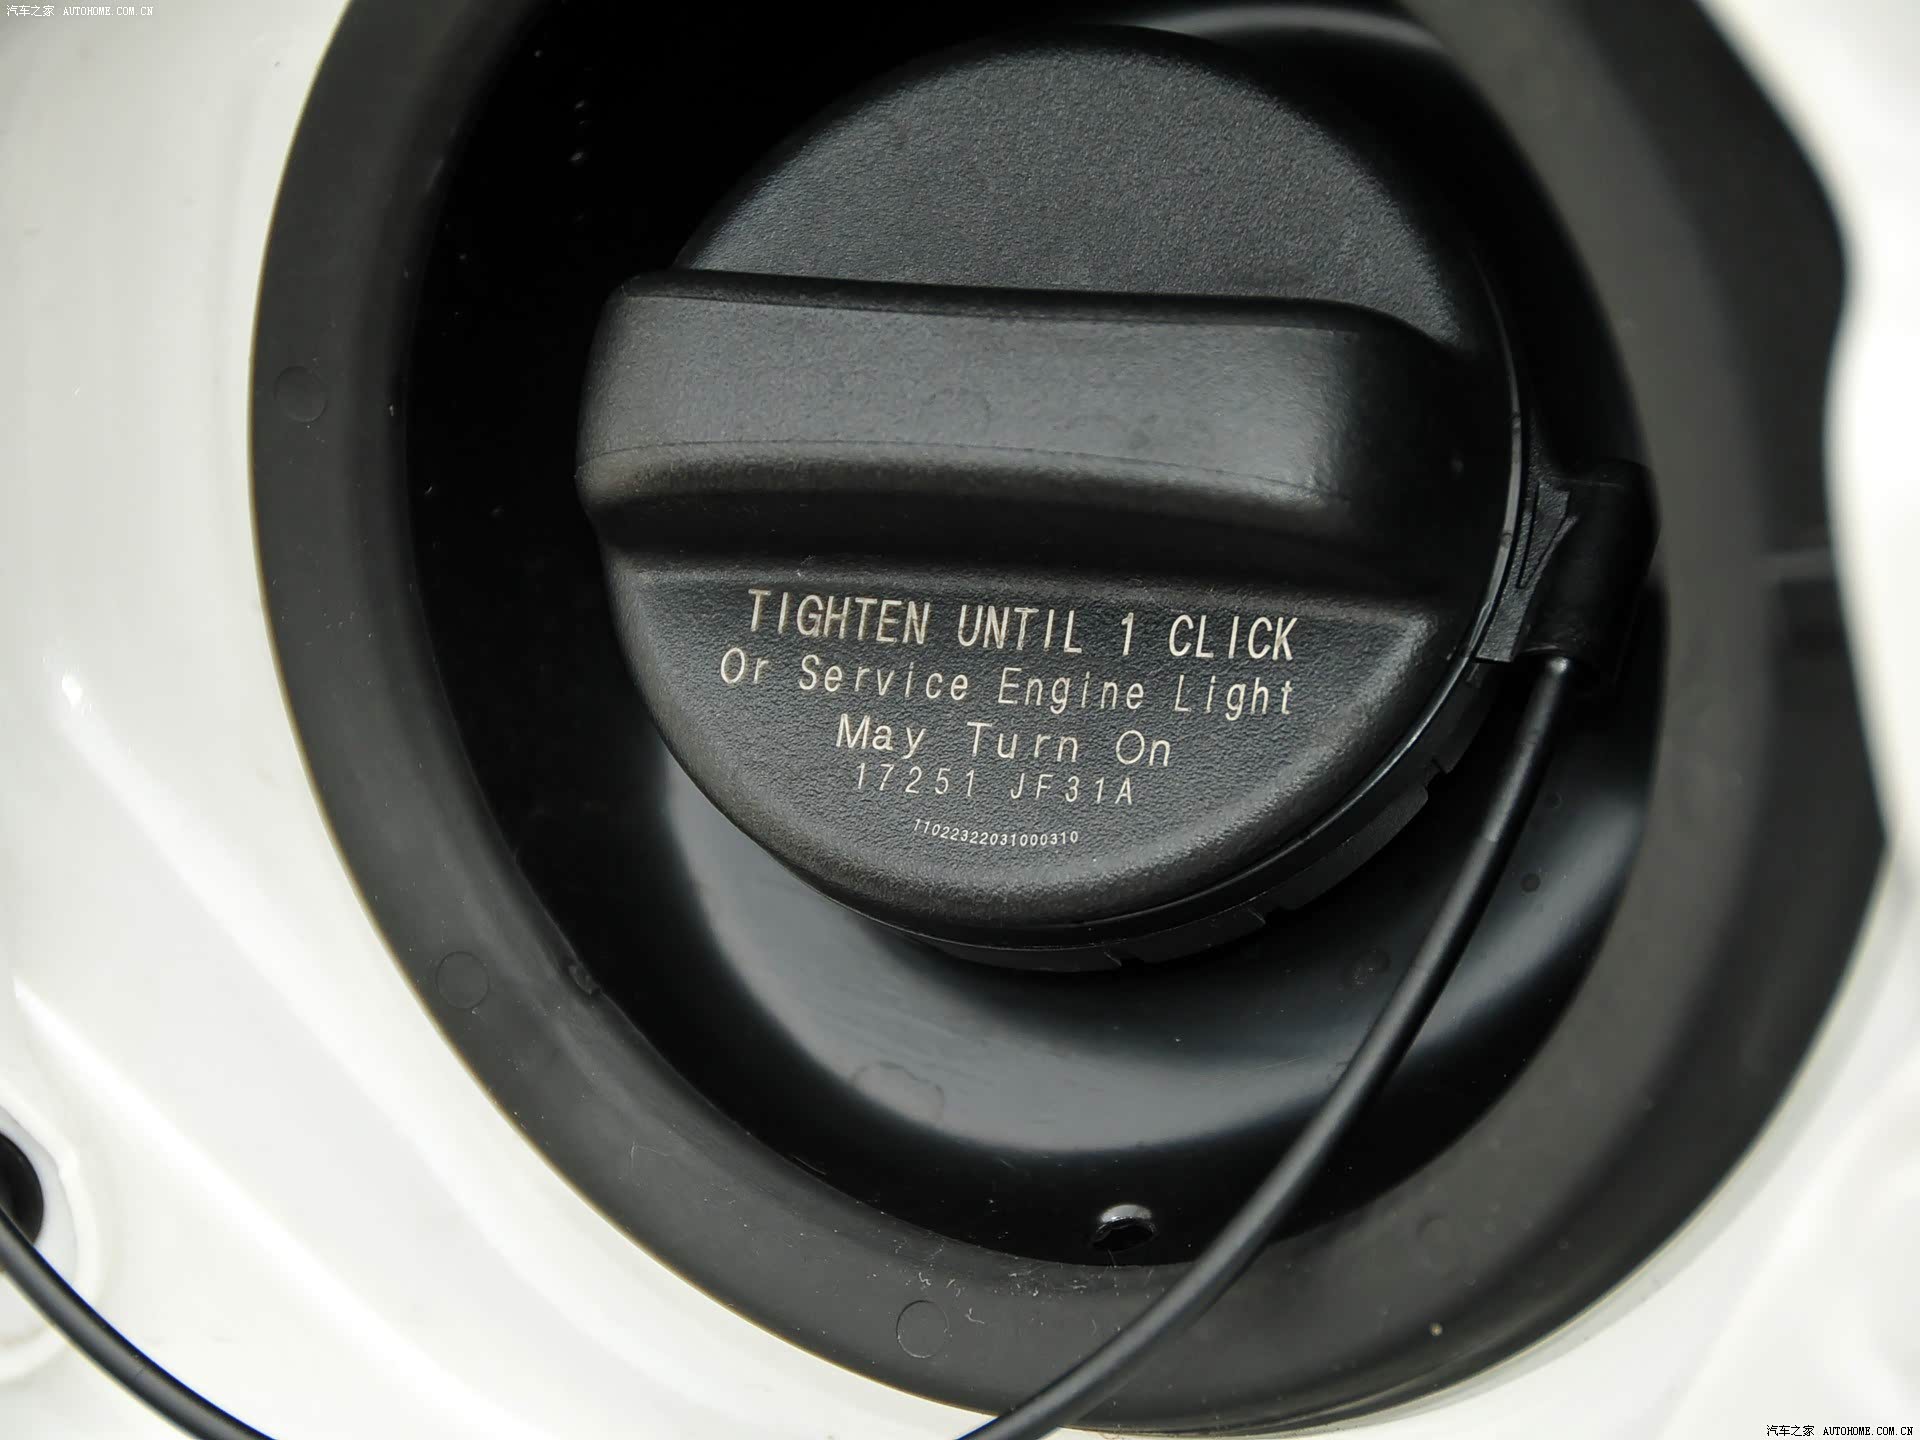 汽车之家 AUTOHOME.COM.CN
TIGHTEN UNTIL 1 CLICK
Or Service Engine Light
May Turn On
17251 JF31A
11022322031000310
汽车之家 AUTOHOME.COM.CN